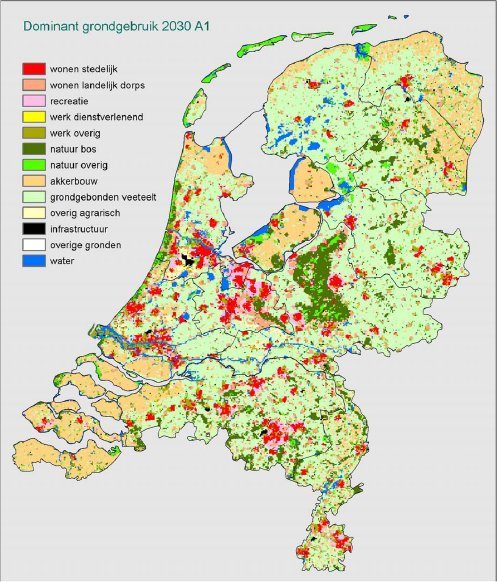 Dominant grondgebruik 2030 A1
wonen stedelijk
wonen landelijk dorps
recreatie
werk dienstverlenend
werk overig
natuur bos
natuur overig
akkerbouw
grondgebonden veeteelt
overig agrarisch
infrastructuur
overige gronden
water